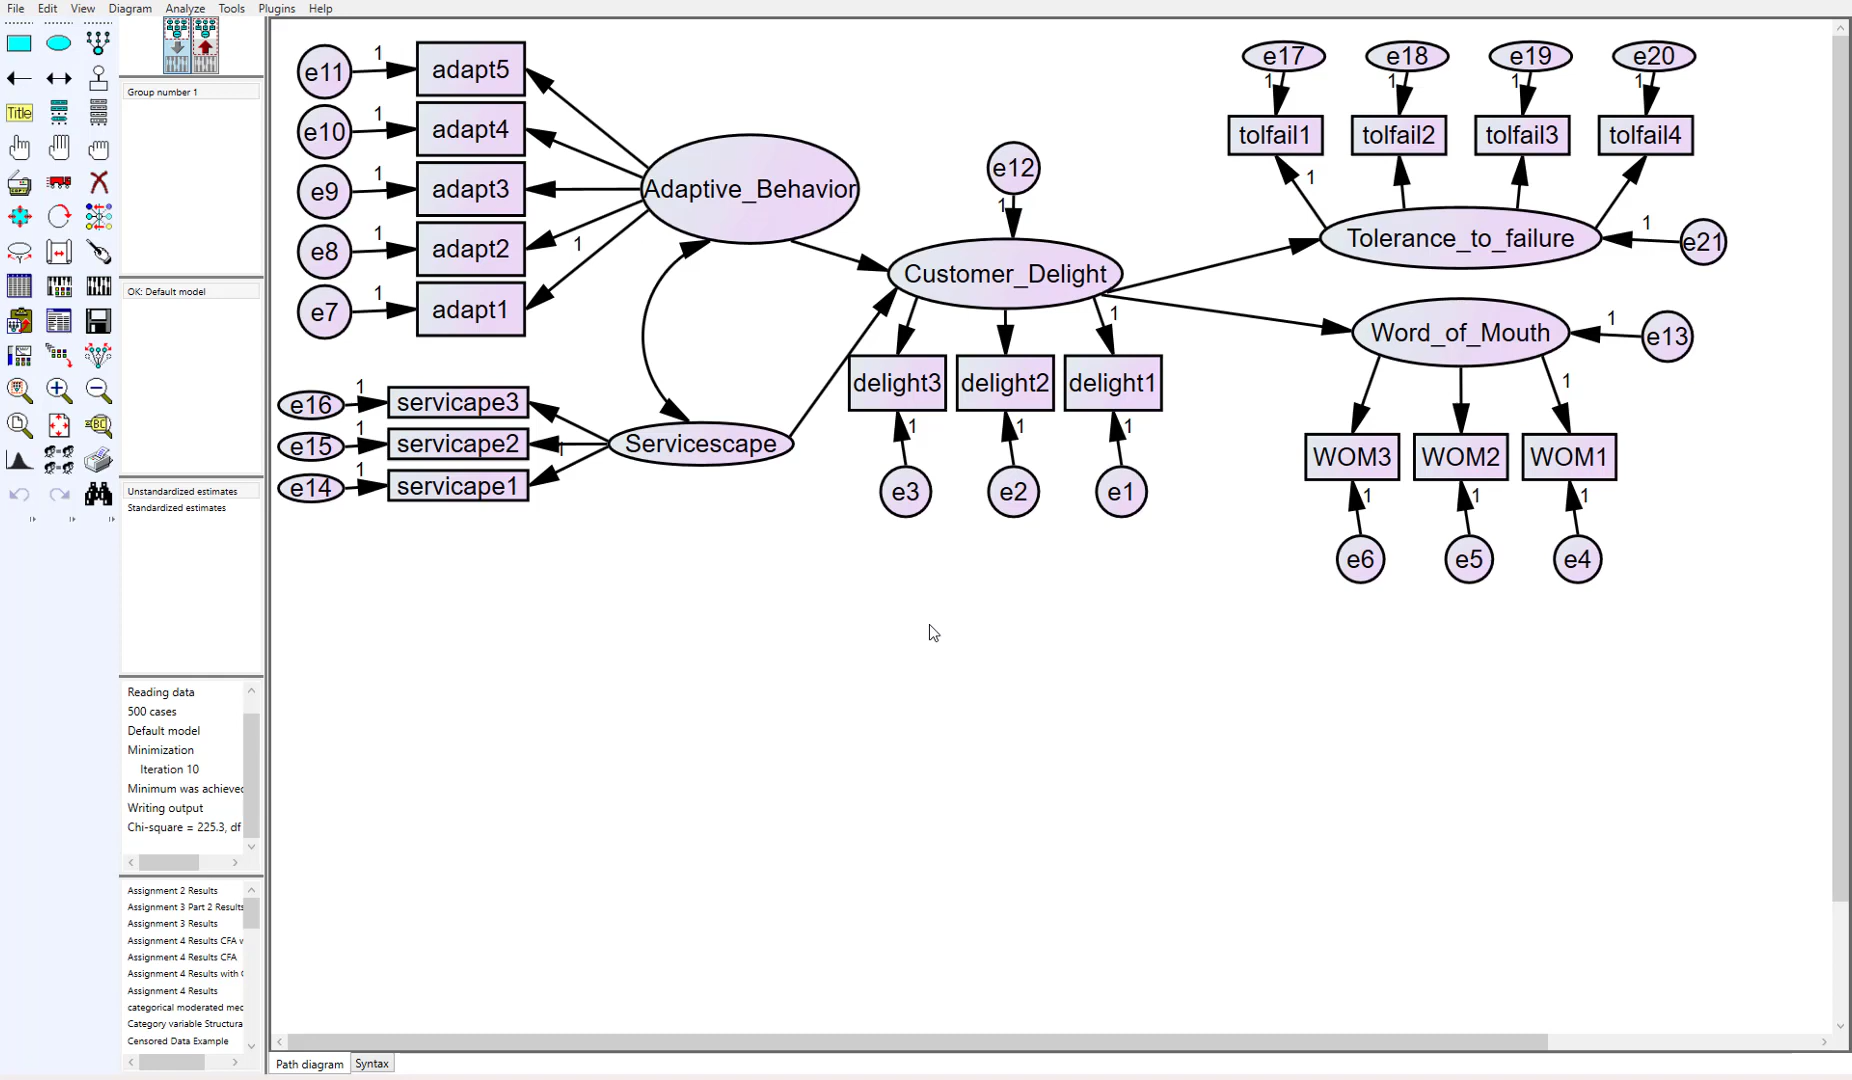 File Edit View Diagram Analyze Tools Plugins Help
Title
Group number 1
OK: Default model
Unstandardized estimates
Standardized estimates
Reading data
500 cases
Default model
Minimization
Iteration 10
Minimum was achieved
Writing output
Chi-square = 225.3, df
Assignment 2 Results
Assignment 3 Part 2 Results
Assignment 3 Results
Assignment 4 Results CFA
Assignment 4 Results CFA
Assignment 4 Results with
Assignment 4 Results
categorical moderated med
Category variable Structura
Censored Data Example
e11 1 adapt5
e10 1 adapt4
e9 1 adapt3
e8 1 adapt2
e7 1 adapt1
1
Adaptive_Behavior
e16 1 servicape3
e15 1 servicape2
e14 1 servicape1
1
Servicescape
e12
1
Customer_Delight
1
delight3 delight2 delight1
1 1 1
e3 e2 e1
e17 e18 e19 e20
1 1 1 1
tolfail1 tolfail2 tolfail3 tolfail4
1
Tolerance_to_failure 1 e21
Word_of_Mouth 1 e13
1
WOM3 WOM2 WOM1
1 1 1
e6 e5 e4
Path diagram Syntax